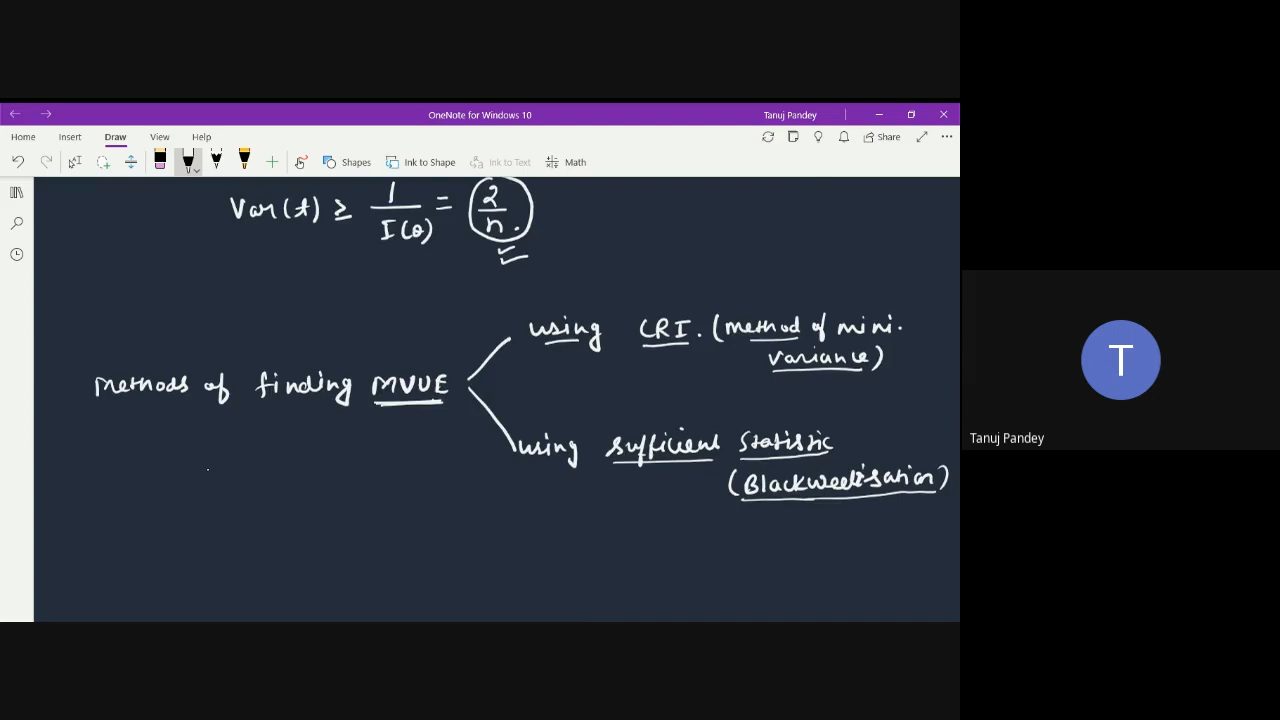 OneNote for Windows 10
Tanuj Pandey
Home Insert Draw View Help
Share
Shapes Ink to Shape Ink to Text Math
Var(t) ≥ 1/I(θ) = 2/n.
using CRI. (method of mini.
variance)
Methods of finding MVUE
using sufficient statistic
(Blackwellisation)
T
Tanuj Pandey